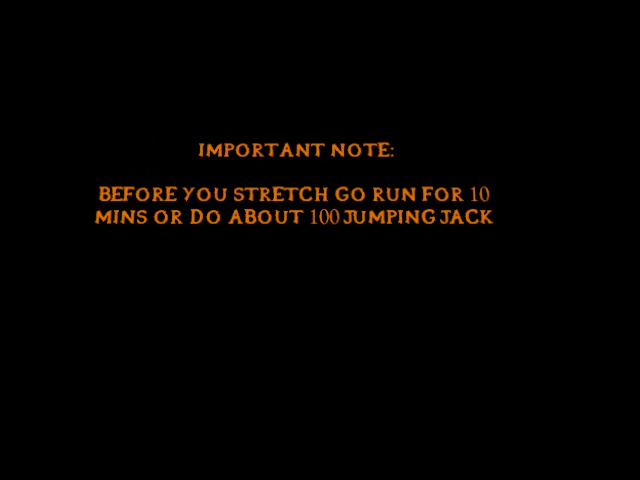 IMPORTANT NOTE:
BEFORE YOU STRETCH GO RUN FOR 10
MINS OR DO ABOUT 100 JUMPING JACK